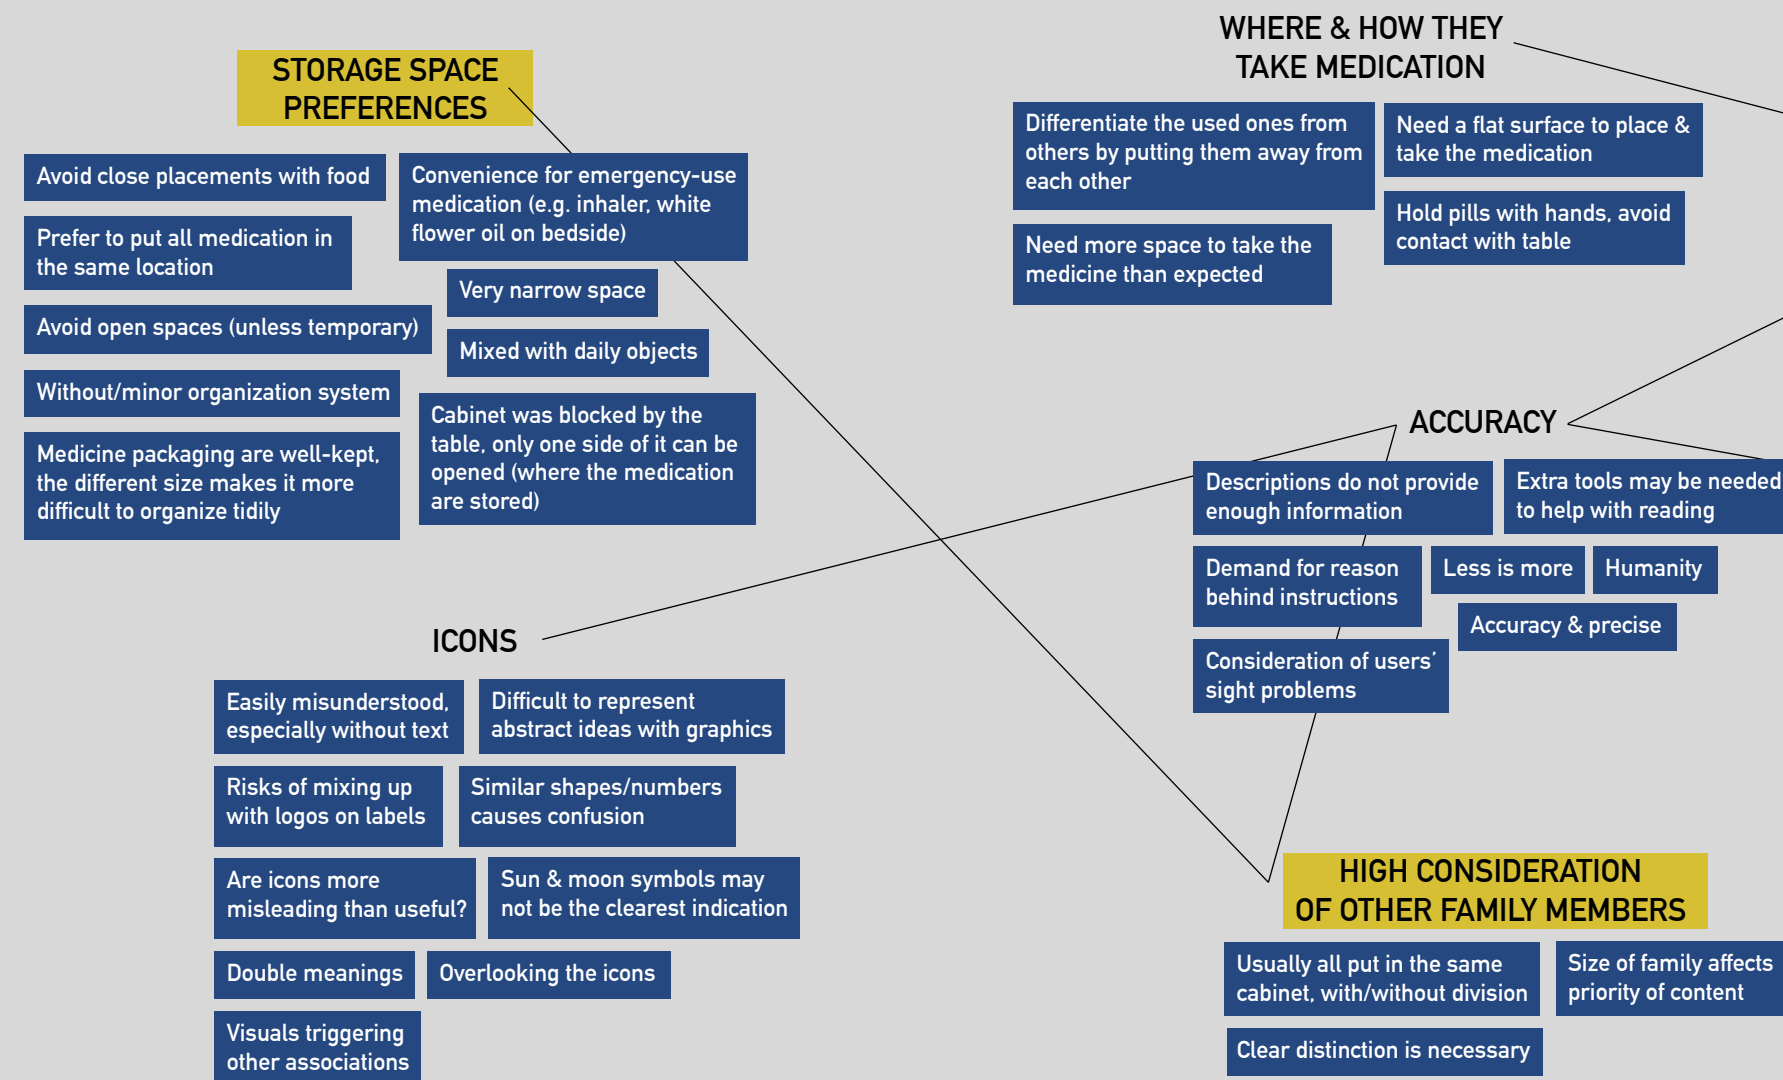 STORAGE SPACE
PREFERENCES
Avoid close placements with food
Convenience for emergency-use
medication (e.g. inhaler, white
flower oil on bedside)
Prefer to put all medication in
the same location
Very narrow space
Avoid open spaces (unless temporary)
Mixed with daily objects
Without/minor organization system
Cabinet was blocked by the
table, only one side of it can be
opened (where the medication
are stored)
Medicine packaging are well-kept,
the different size makes it more
difficult to organize tidily
WHERE & HOW THEY
TAKE MEDICATION
Differentiate the used ones from
others by putting them away from
each other
Need a flat surface to place &
take the medication
Hold pills with hands, avoid
contact with table
Need more space to take the
medicine than expected
ACCURACY
Descriptions do not provide
enough information
Extra tools may be needed
to help with reading
Demand for reason
behind instructions
Less is more
Humanity
Accuracy & precise
Consideration of users’
sight problems
ICONS
Easily misunderstood,
especially without text
Difficult to represent
abstract ideas with graphics
Risks of mixing up
with logos on labels
Similar shapes/numbers
causes confusion
Are icons more
misleading than useful?
Sun & moon symbols may
not be the clearest indication
Double meanings
Overlooking the icons
Visuals triggering
other associations
HIGH CONSIDERATION
OF OTHER FAMILY MEMBERS
Usually all put in the same
cabinet, with/without division
Size of family affects
priority of content
Clear distinction is necessary